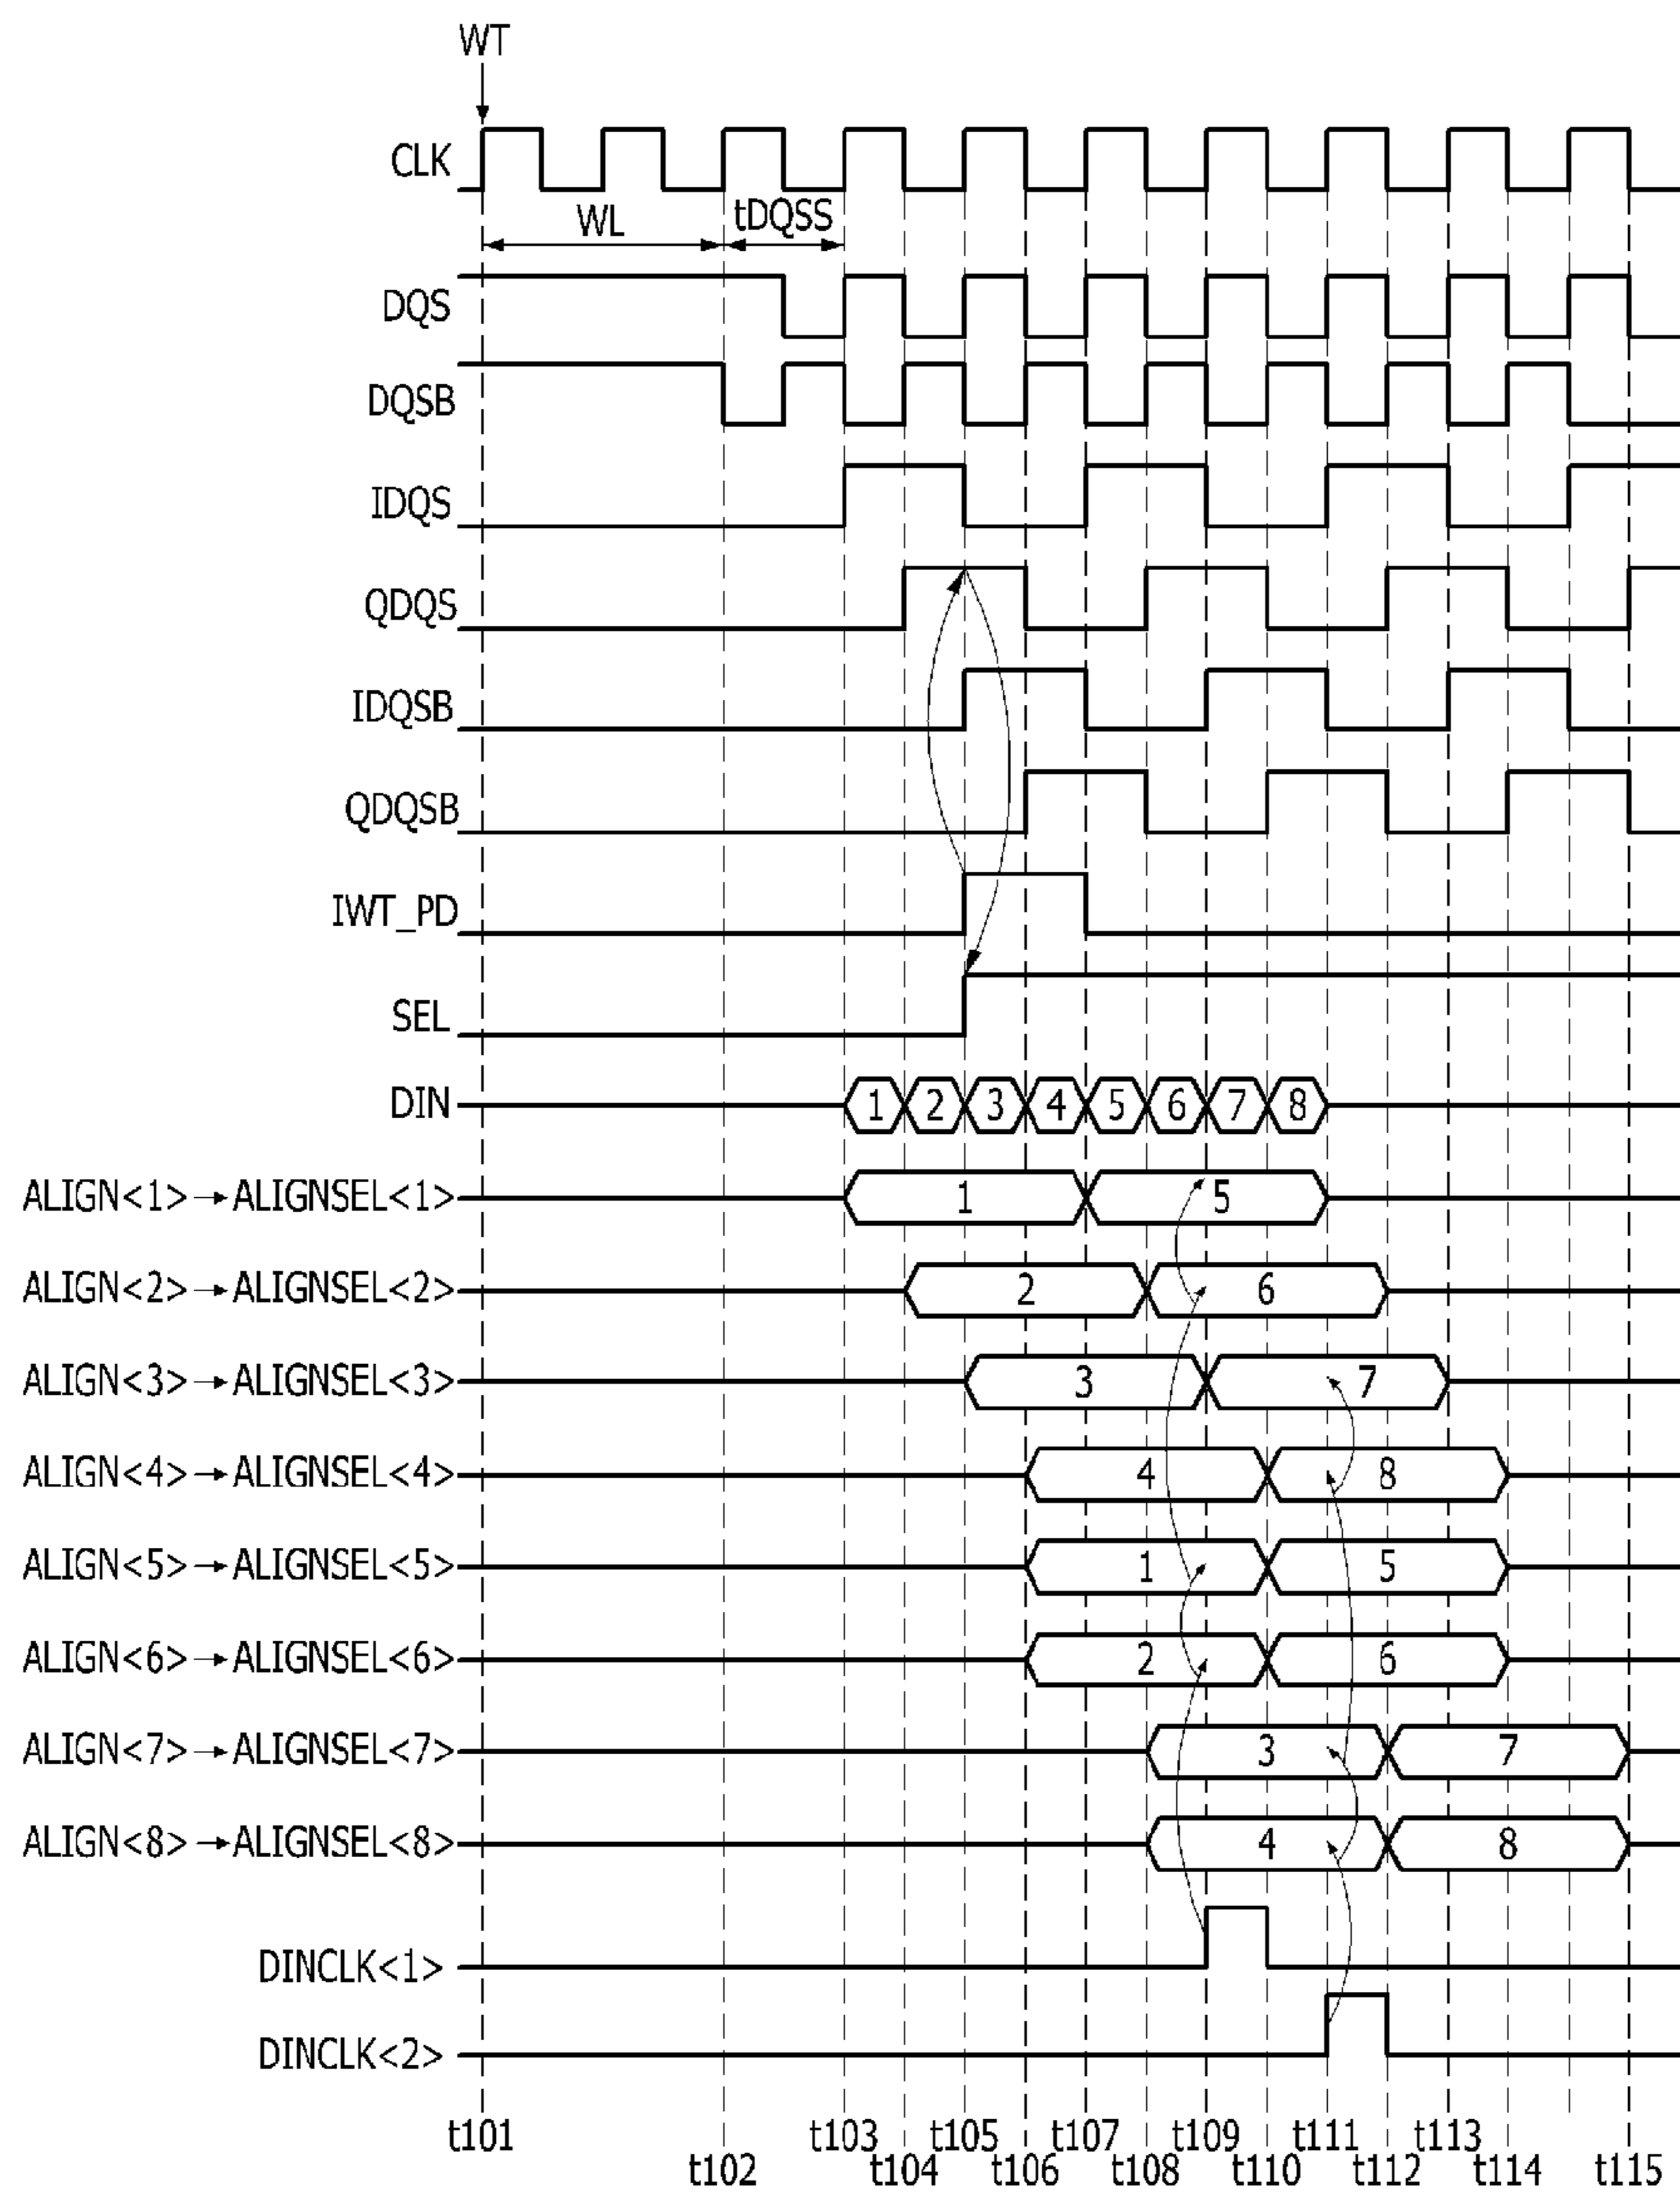 WT
CLK
WL
tDQSS
DQS
DQSB
IDQS
QDQS
IDQSB
QDQSB
IWT_PD
SEL
DIN 1 2 3 4 5 6 7 8
ALIGN<1>→ALIGNSEL<1> 1 5
ALIGN<2>→ALIGNSEL<2> 2 6
ALIGN<3>→ALIGNSEL<3> 3 7
ALIGN<4>→ALIGNSEL<4> 4 8
ALIGN<5>→ALIGNSEL<5> 1 5
ALIGN<6>→ALIGNSEL<6> 2 6
ALIGN<7>→ALIGNSEL<7> 3 7
ALIGN<8>→ALIGNSEL<8> 4 8
DINCLK<1>
DINCLK<2>
t101 t103 t105 t107 t109 t111 t113
t102 t104 t106 t108 t110 t112 t114 t115